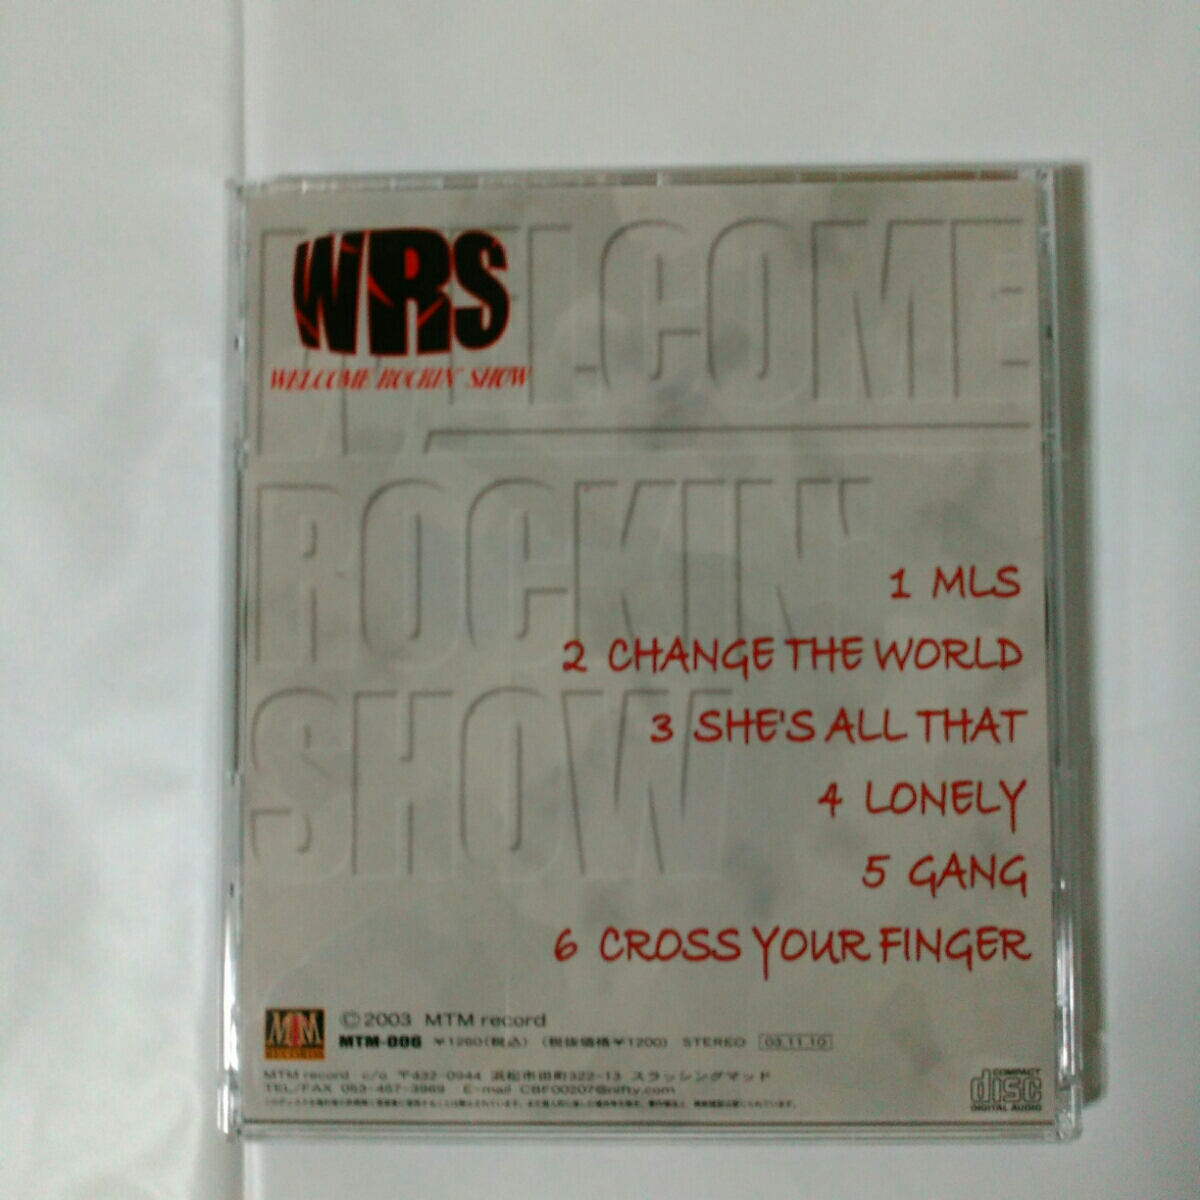 WRS
WELCOME ROCKIN' SHOW
WELCOME
ROCKIN'
SHOW
1 MLS
2 CHANGE THE WORLD
3 SHE'S ALL THAT
4 LONELY
5 GANG
6 CROSS YOUR FINGER
MTM RECORDS
©2003 MTM record
MTM-006 ¥1260(税込) (税抜価格¥1200) STEREO 03.11.10
MTM record c/o 〒432-0944 浜松市田町322-13 スラッシングマッド
TEL/FAX 053-457-3969 E-mail CBF00207@nifty.com
COMPACT disc DIGITAL AUDIO